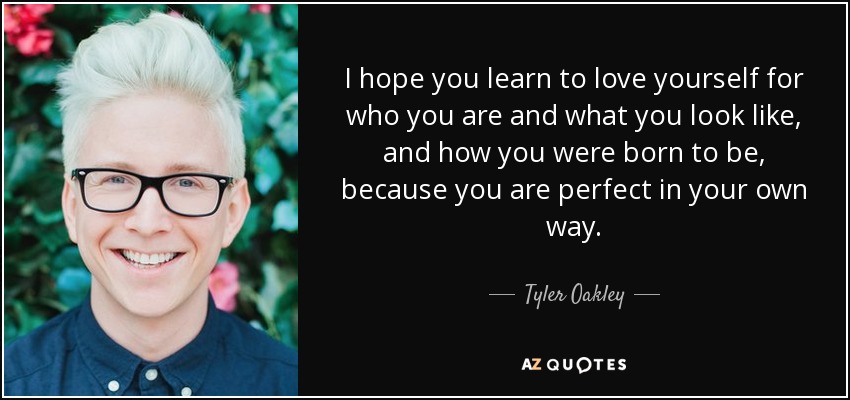 I hope you learn to love yourself for
who you are and what you look like,
and how you were born to be,
because you are perfect in your own
way.
Tyler Oakley
AZ QUOTES